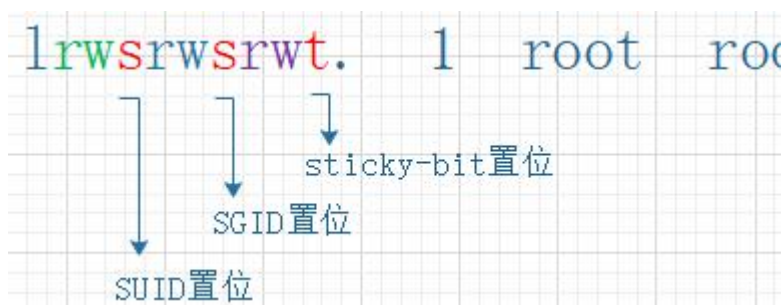 lrwsrwsrwt. 1 root roo
sticky-bit置位
SGID置位
SUID置位